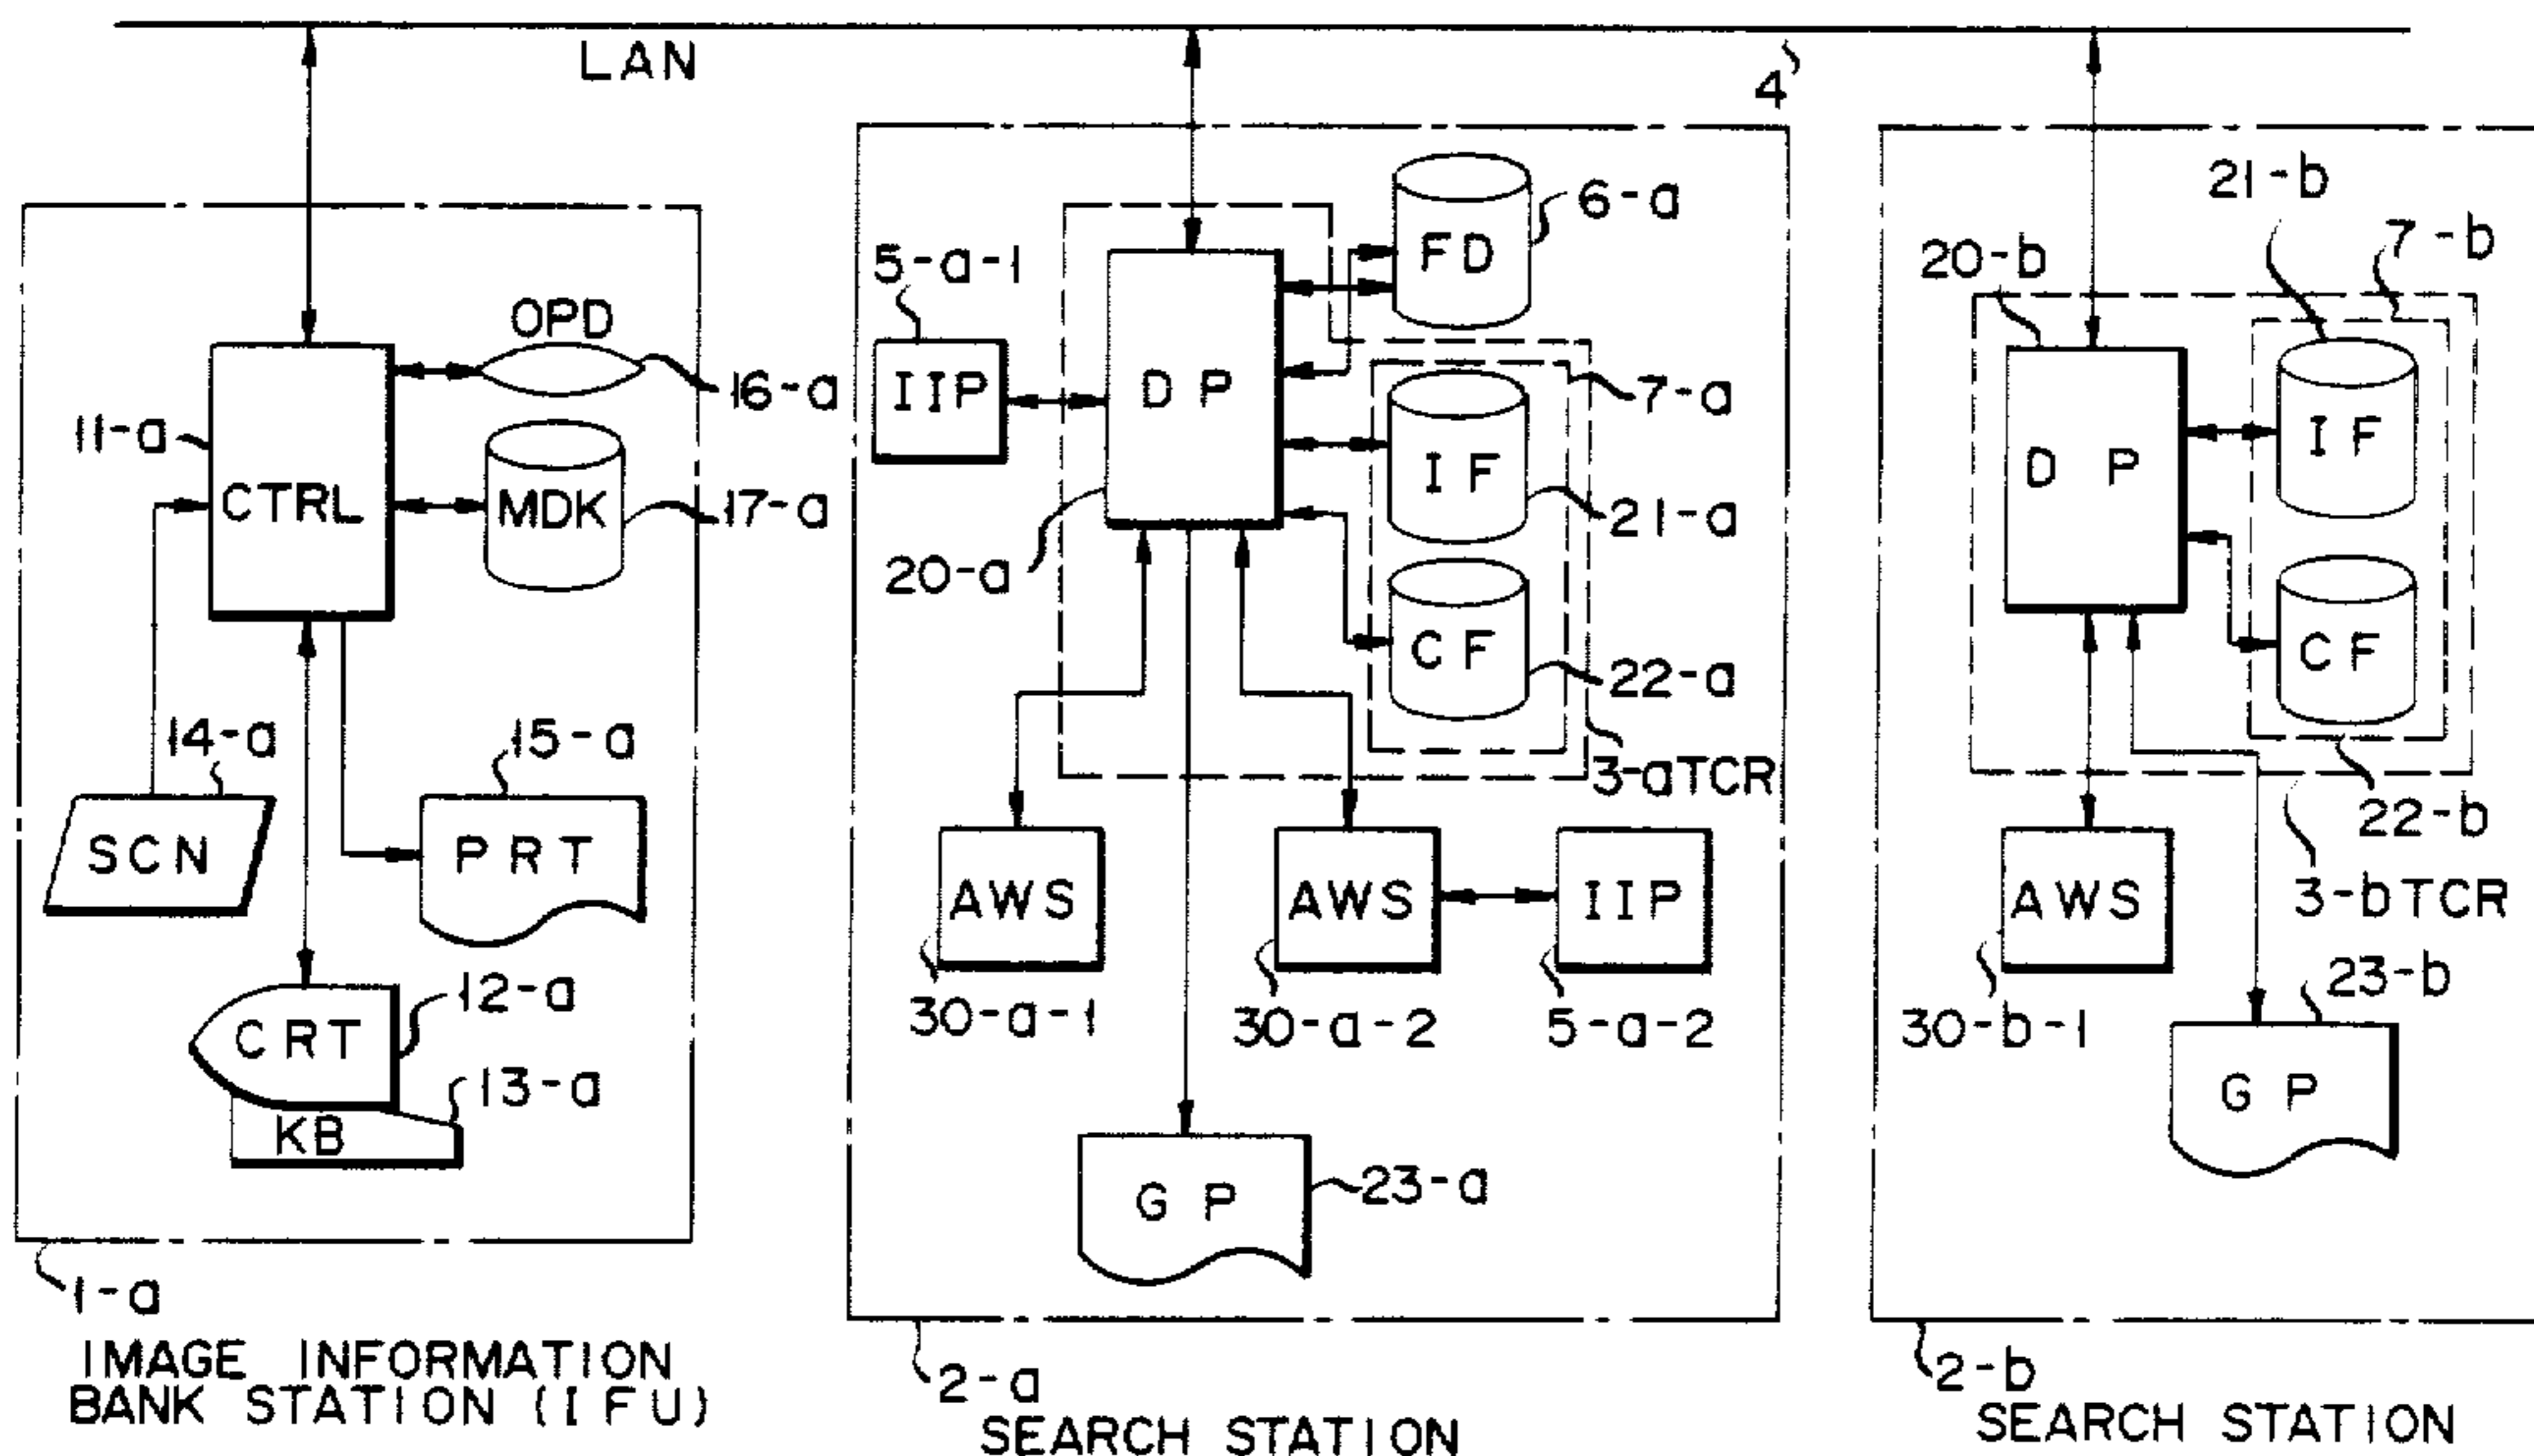 LAN
4
OPD
16-a
11-a
CTRL
MDK
17-a
14-a
15-a
SCN
PRT
CRT
12-a
13-a
KB
1-a
IMAGE INFORMATION
BANK STATION (IFU)
5-a-1
IIP
DP
FD
6-a
7-a
IF
21-a
20-a
CF
22-a
3-a TCR
AWS
30-a-1
AWS
30-a-2
IIP
5-a-2
GP
23-a
2-a
SEARCH STATION
21-b
7-b
20-b
DP
IF
CF
22-b
3-b TCR
AWS
30-b-1
23-b
GP
2-b
SEARCH STATION